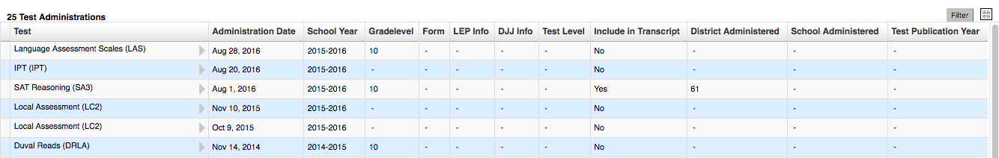 25 Test Administrations
Filter
Test Administration Date School Year Gradelevel Form LEP Info DJJ Info Test Level Include in Transcript District Administered School Administered Test Publication Year
Language Assessment Scales (LAS) Aug 28, 2016 2015-2016 10 - - - - No - - -
IPT (IPT) Aug 20, 2016 2015-2016 - - - - - No - - -
SAT Reasoning (SA3) Aug 1, 2016 2015-2016 10 - - - - Yes 61 - -
Local Assessment (LC2) Nov 10, 2015 2015-2016 - - - - - No - - -
Local Assessment (LC2) Oct 9, 2015 2015-2016 - - - - - No - - -
Duval Reads (DRLA) Nov 14, 2014 2014-2015 10 - - - - No - - -